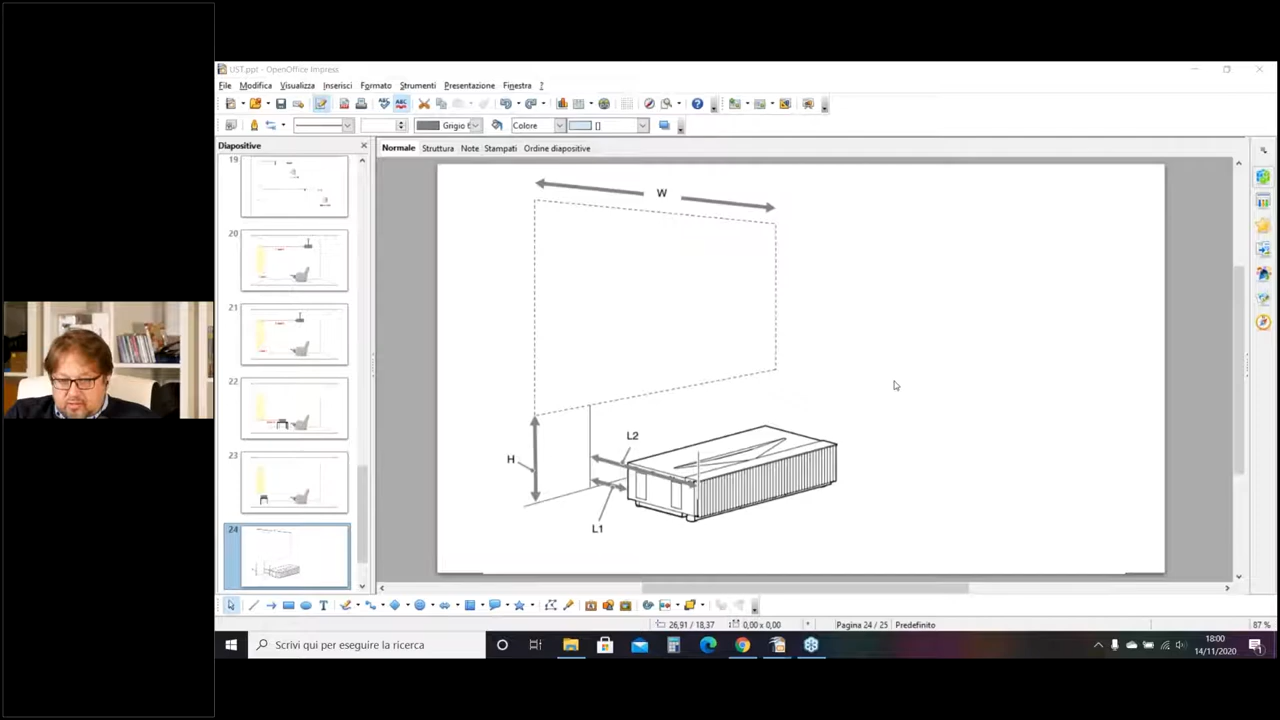 UST.ppt - OpenOffice Impress
File Modifica Visualizza Inserisci Formato Strumenti Presentazione Finestra ?
Colore []
Diapositive
Normale Struttura Note Stampati Ordine diapositive
19
20
21
22
23
24
W
H
L2
L1
26,91 / 18,37 0,00 x 0,00 * Pagina 24 / 25 Predefinito 87 %
Scrivi qui per eseguire la ricerca
18:00
14/11/2020